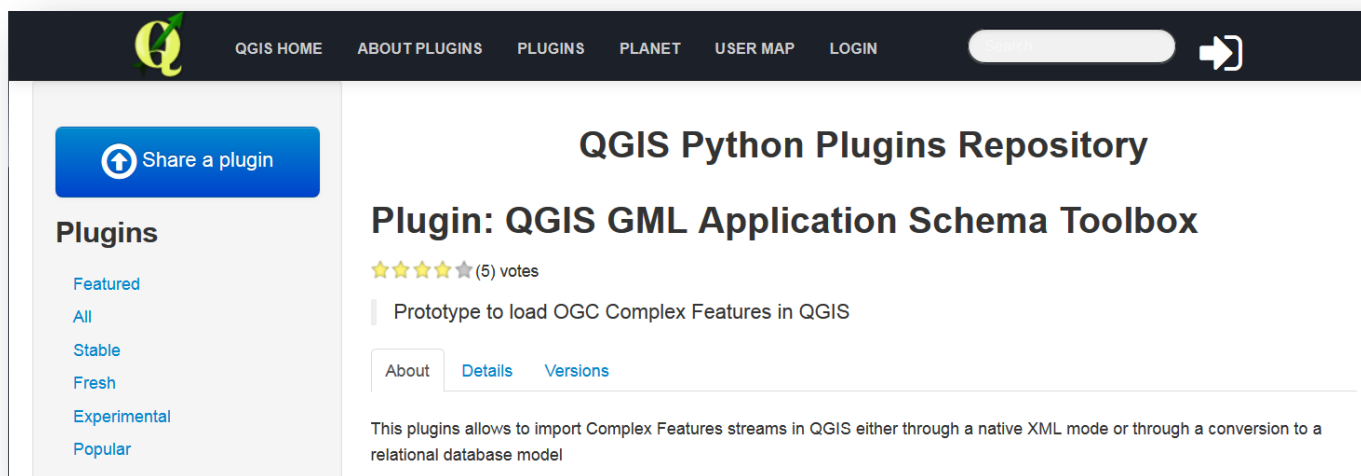 QGIS HOME ABOUT PLUGINS PLUGINS PLANET USER MAP LOGIN Search
Share a plugin
Plugins
Featured
All
Stable
Fresh
Experimental
Popular
QGIS Python Plugins Repository
Plugin: QGIS GML Application Schema Toolbox
(5) votes
Prototype to load OGC Complex Features in QGIS
About Details Versions
This plugins allows to import Complex Features streams in QGIS either through a native XML mode or through a conversion to a
relational database model